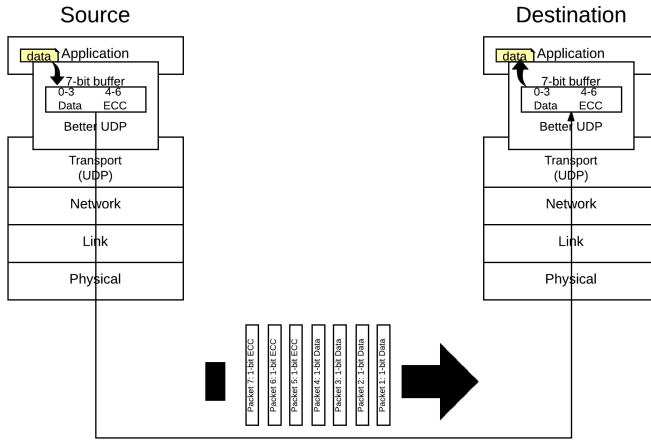 Source
data
Application
7-bit buffer
0-3 4-6
Data ECC
Better UDP
Transport
(UDP)
Network
Link
Physical
Destination
data
Application
7-bit buffer
0-3 4-6
Data ECC
Better UDP
Transport
(UDP)
Network
Link
Physical
Packet 7: 1-bit ECC
Packet 6: 1-bit ECC
Packet 5: 1-bit ECC
Packet 4: 1-bit Data
Packet 3: 1-bit Data
Packet 2: 1-bit Data
Packet 1: 1-bit Data